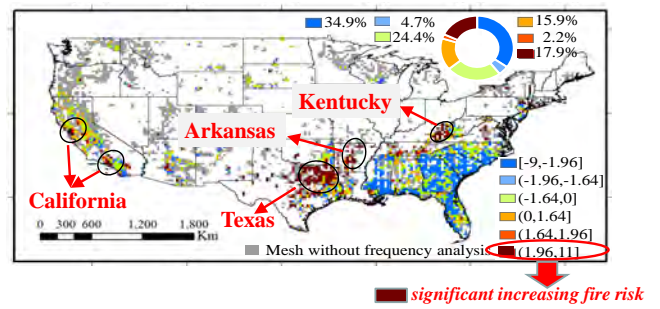 34.9%
4.7%
24.4%
15.9%
2.2%
17.9%
Kentucky
Arkansas
California
Texas
0 300 600 1,200 1,800
Km
[-9,-1.96]
(-1.96,-1.64]
(-1.64,0]
(0,1.64]
(1.64,1.96]
Mesh without frequency analysis
(1.96,11]
significant increasing fire risk